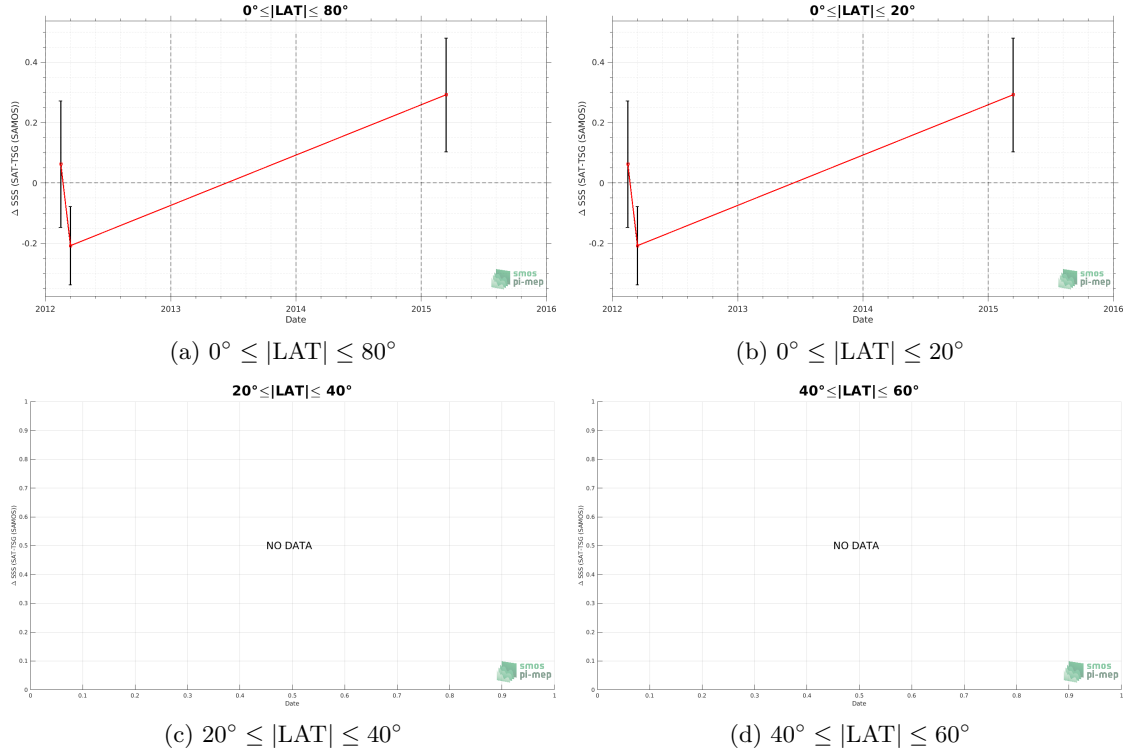 0°≤|LAT|≤ 80°
Δ SSS (SAT-TSG (SAMOS))
0.4
0.2
0
-0.2
2012
2013
2014
2015
2016
Date
smos
pi-mep
(a) 0° ≤ |LAT| ≤ 80°
0°≤|LAT|≤ 20°
Δ SSS (SAT-TSG (SAMOS))
0.4
0.2
0
-0.2
2012
2013
2014
2015
2016
Date
smos
pi-mep
(b) 0° ≤ |LAT| ≤ 20°
20°≤|LAT|≤ 40°
Δ SSS (SAT-TSG (SAMOS))
1
0.9
0.8
0.7
0.6
0.5
0.4
0.3
0.2
0.1
0
NO DATA
0
0.1
0.2
0.3
0.4
0.5
0.6
0.7
0.8
0.9
1
Date
smos
pi-mep
(c) 20° ≤ |LAT| ≤ 40°
40°≤|LAT|≤ 60°
Δ SSS (SAT-TSG (SAMOS))
1
0.9
0.8
0.7
0.6
0.5
0.4
0.3
0.2
0.1
0
NO DATA
0
0.1
0.2
0.3
0.4
0.5
0.6
0.7
0.8
0.9
1
Date
smos
pi-mep
(d) 40° ≤ |LAT| ≤ 60°